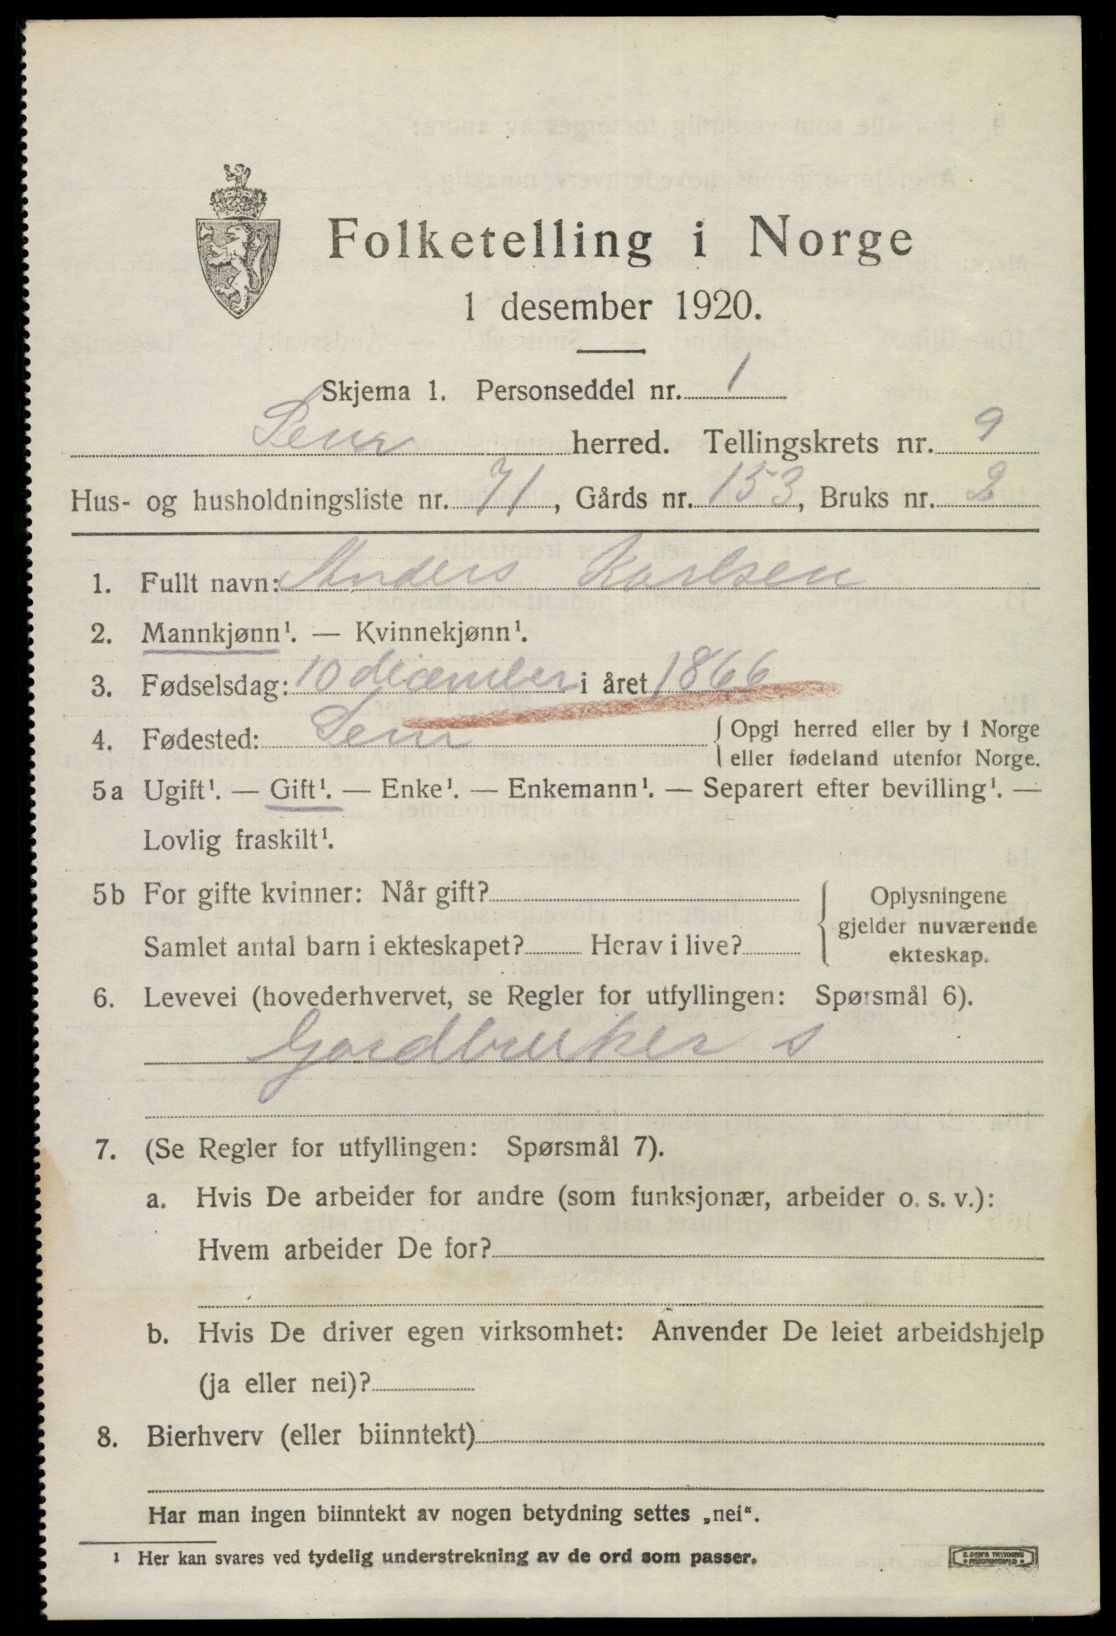 Folketelling i Norge
1 desember 1920.
Skjema 1. Personseddel nr. 1
Sem herred. Tellingskrets nr. 9
Hus- og husholdningsliste nr. 71, Gårds nr. 153, Bruks nr. 2
1. Fullt navn: Anders Karlsen
2. Mannkjønn¹. — Kvinnekjønn¹.
3. Fødselsdag: 10 december i året 1866
4. Fødested: Sem
{ Opgi herred eller by i Norge
eller fødeland utenfor Norge.
5a Ugift¹. — Gift¹. — Enke¹. — Enkemann¹. — Separert efter bevilling¹. —
Lovlig fraskilt¹.
5b For gifte kvinner: Når gift?
Samlet antal barn i ekteskapet? Herav i live?
{ Oplysningene
gjelder nuværende
ekteskap.
6. Levevei (hovederhvervet, se Regler for utfyllingen: Spørsmål 6).
Gardbruker s
7. (Se Regler for utfyllingen: Spørsmål 7).
a. Hvis De arbeider for andre (som funksjonær, arbeider o. s. v.):
Hvem arbeider De for?
b. Hvis De driver egen virksomhet: Anvender De leiet arbeidshjelp
(ja eller nei)?
8. Bierhverv (eller biinntekt)
Har man ingen biinntekt av nogen betydning settes „nei“.
¹ Her kan svares ved tydelig understrekning av de ord som passer.